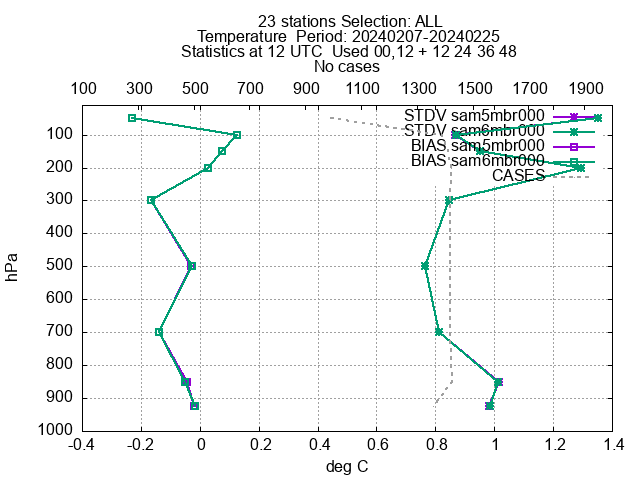 23 stations Selection: ALL
Temperature  Period: 20240207-20240225
Statistics at 12 UTC  Used 00,12 + 12 24 36 48
No cases
100 300 500 700 900 1100 1300 1500 1700 1900
STDV sam5mbr000
STDV sam6mbr000
BIAS sam5mbr000
BIAS sam6mbr000
CASES
100
200
300
400
500
600
700
800
900
1000
hPa
-0.4 -0.2 0 0.2 0.4 0.6 0.8 1 1.2 1.4
deg C